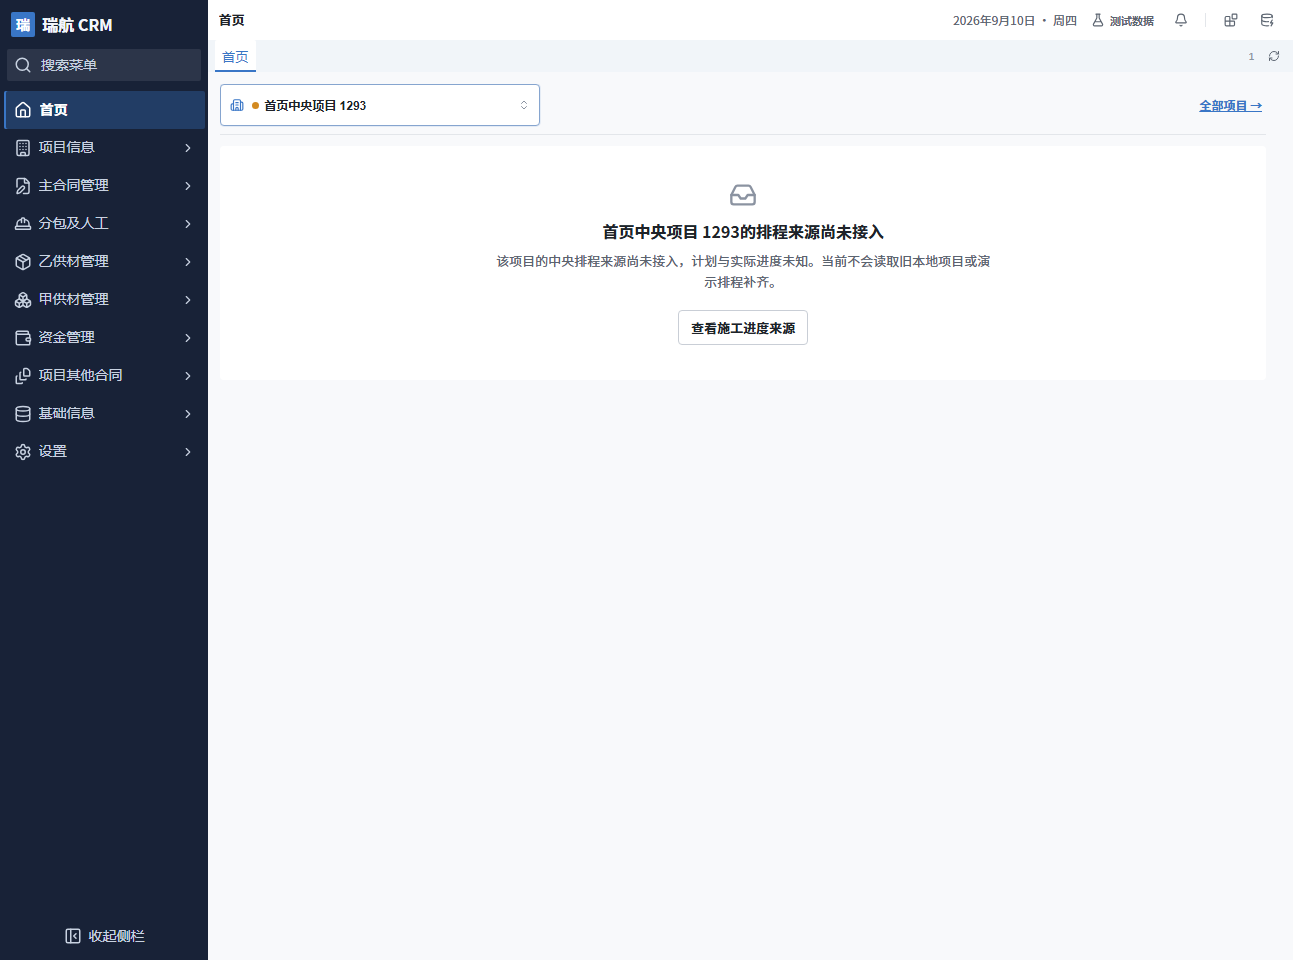 瑞 瑞航 CRM
搜索菜单
首页
项目信息
主合同管理
分包及人工
乙供材管理
甲供材管理
资金管理
项目其他合同
基础信息
设置
收起侧栏
首页
2026年9月10日 · 周四 测试数据
首页
1
首页中央项目 1293
全部项目 →
首页中央项目 1293的排程来源尚未接入
该项目的中央排程来源尚未接入，计划与实际进度未知。当前不会读取旧本地项目或演
示排程补齐。
查看施工进度来源